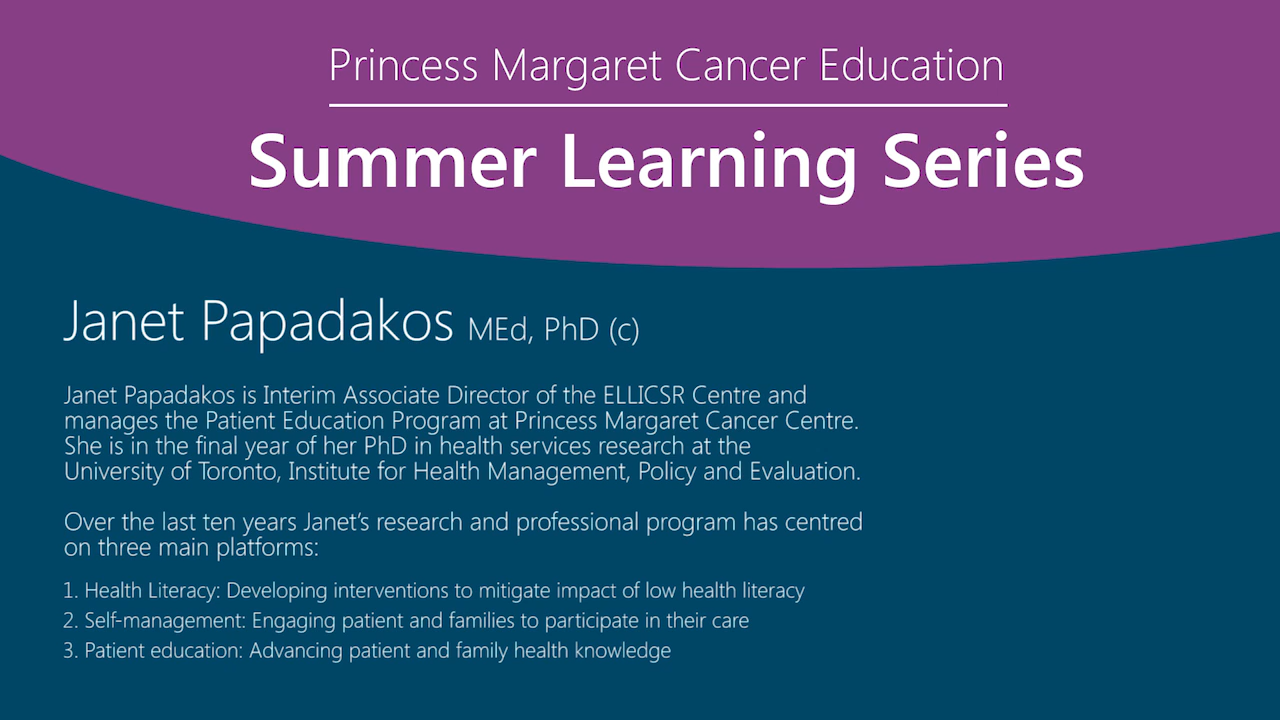 Princess Margaret Cancer Education
Summer Learning Series
Janet Papadakos MEd, PhD (c)
Janet Papadakos is Interim Associate Director of the ELLICSR Centre and
manages the Patient Education Program at Princess Margaret Cancer Centre.
She is in the final year of her PhD in health services research at the
University of Toronto, Institute for Health Management, Policy and Evaluation.
Over the last ten years Janet’s research and professional program has centred
on three main platforms:
1. Health Literacy: Developing interventions to mitigate impact of low health literacy
2. Self-management: Engaging patient and families to participate in their care
3. Patient education: Advancing patient and family health knowledge